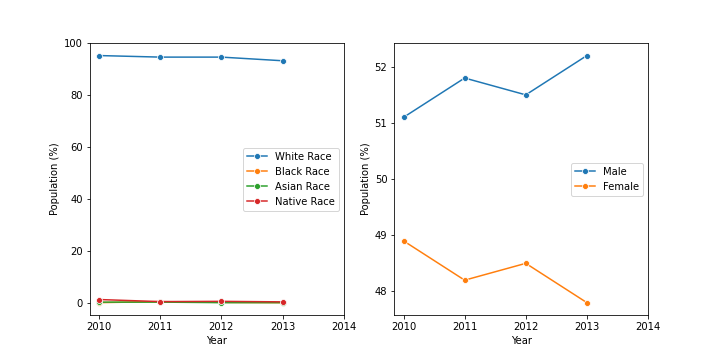 100
80
60
40
20
0
Population (%)
2010 2011 2012 2013 2014
Year
White Race
Black Race
Asian Race
Native Race
52
51
50
49
48
Population (%)
2010 2011 2012 2013 2014
Year
Male
Female